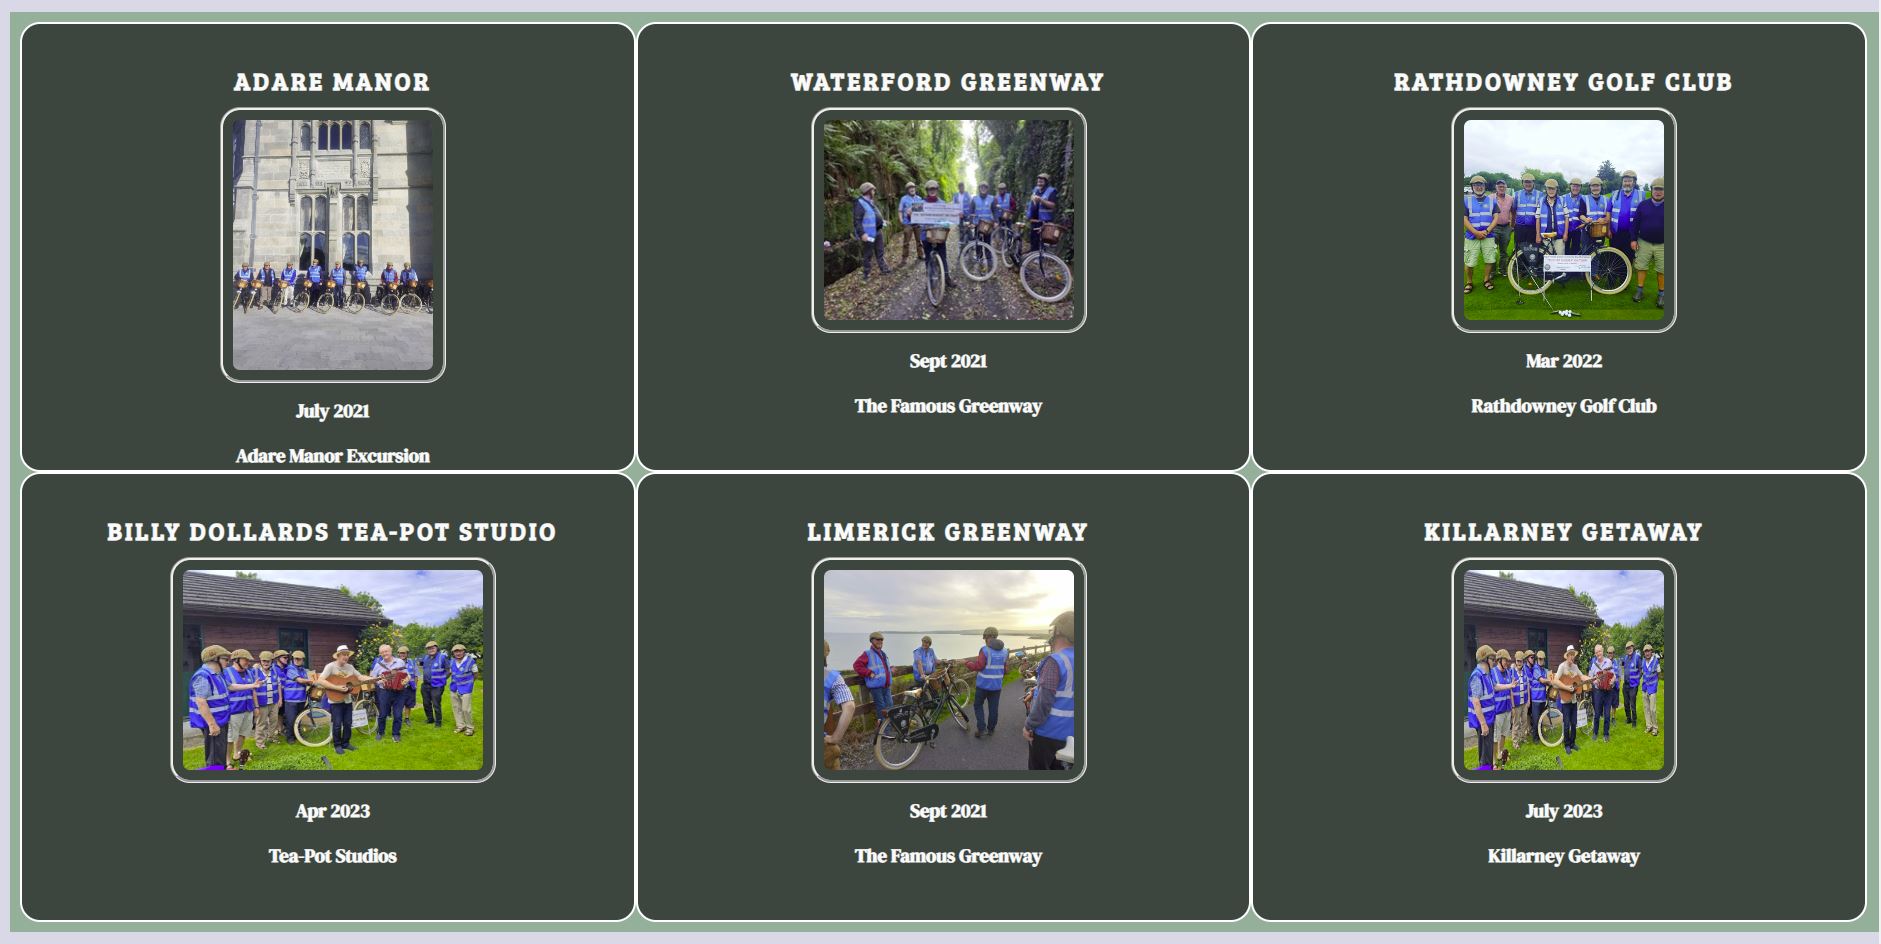 ADARE MANOR
July 2021
Adare Manor Excursion
WATERFORD GREENWAY
Sept 2021
The Famous Greenway
RATHDOWNEY GOLF CLUB
Mar 2022
Rathdowney Golf Club
BILLY DOLLARDS TEA-POT STUDIO
Apr 2023
Tea-Pot Studios
LIMERICK GREENWAY
Sept 2021
The Famous Greenway
KILLARNEY GETAWAY
July 2023
Killarney Getaway